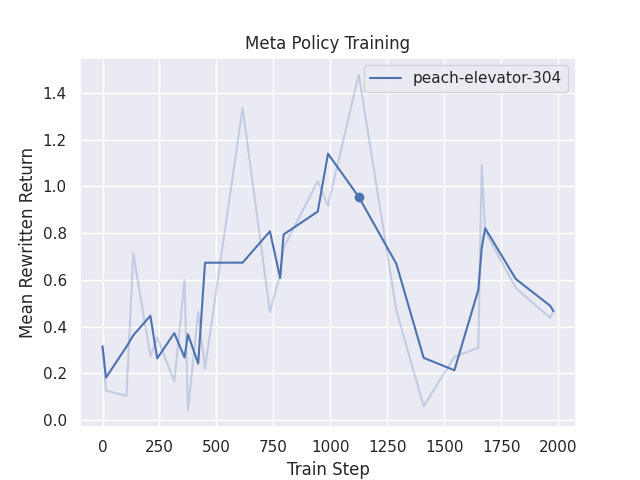 Meta Policy Training
peach-elevator-304
Mean Rewritten Return
1.4
1.2
1.0
0.8
0.6
0.4
0.2
0.0
0 250 500 750 1000 1250 1500 1750 2000
Train Step